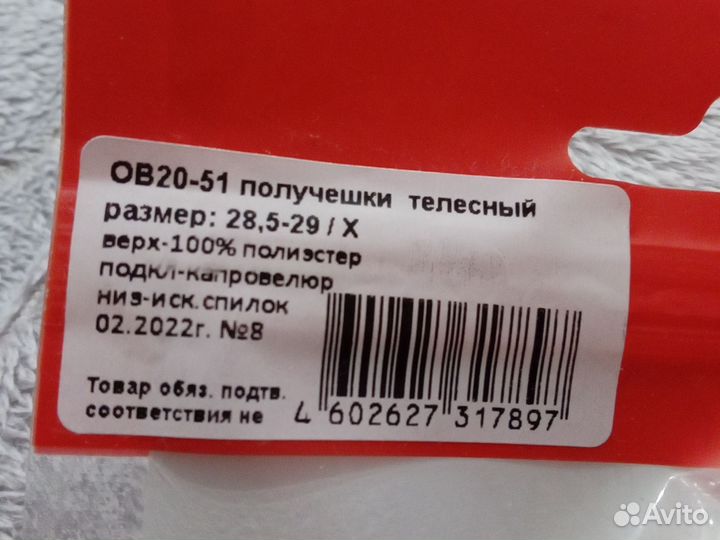 ОВ20-51 получешки телесный
размер: 28,5-29 / X
верх-100% полиэстер
подкл-капровелюр
низ-иск.спилок
02.2022г. №8
Товар обяз. подтв.
соответствия не
4 602627 317897
Avito